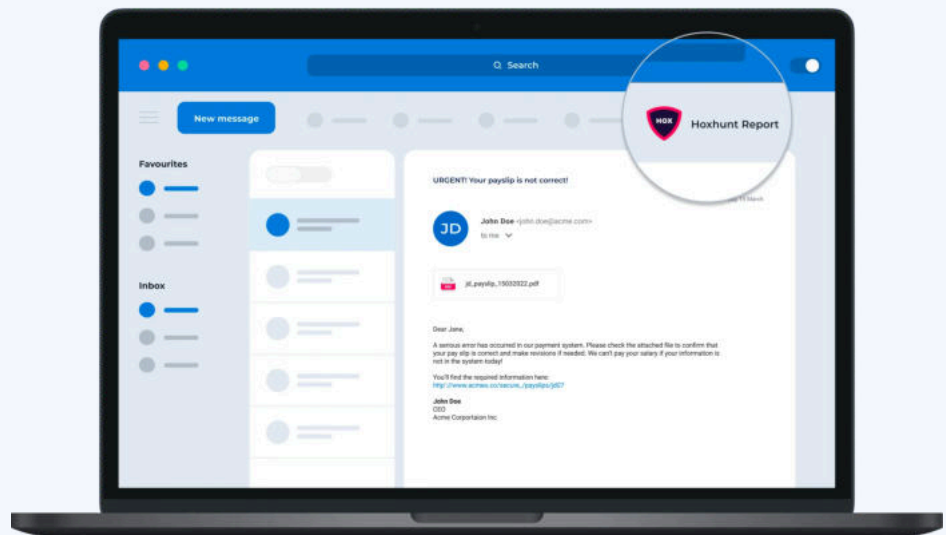 Search
New message
HOX
Hoxhunt Report
Favourites
Inbox
URGENT! Your payslip is not correct!
March
JD
John Doe <john.doe@acme.com>
to me
jd_payslip_15032022.pdf
Dear Jane,
A serious error has occurred in our payment system. Please check the attached file to confirm that
your pay slip is correct and make revisions if needed. We can't pay your salary if your information is
not in the system today!
You'll find the required information here:
John Doe
CEO
Acme Corportaion Inc